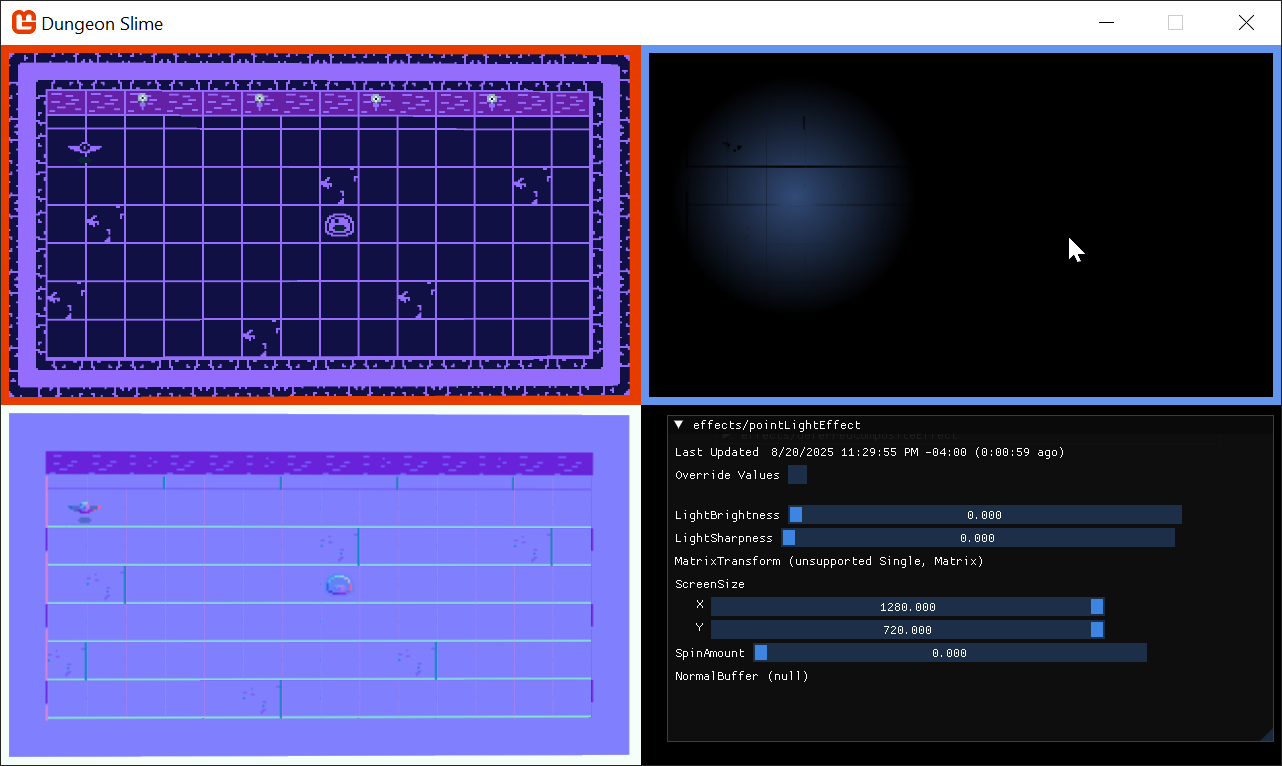 Dungeon Slime
effects/pointLightEffect
effects/deferredCompositeEffect
Last Updated 8/20/2025 11:29:55 PM -04:00 (0:00:59 ago)
Override Values
LightBrightness 0.000
LightSharpness 0.000
MatrixTransform (unsupported Single, Matrix)
ScreenSize
X 1280.000
Y 720.000
SpinAmount 0.000
NormalBuffer (null)